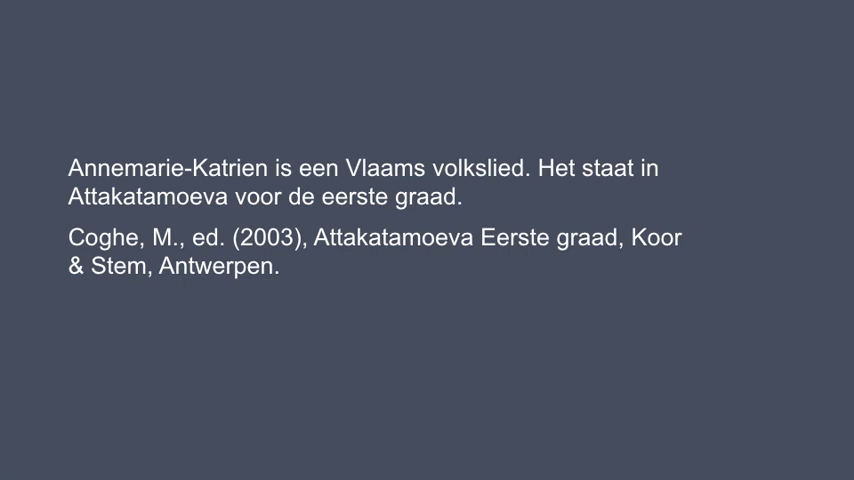 Annemarie-Katrien is een Vlaams volkslied. Het staat in
Attakatamoeva voor de eerste graad.
Coghe, M., ed. (2003), Attakatamoeva Eerste graad, Koor
& Stem, Antwerpen.